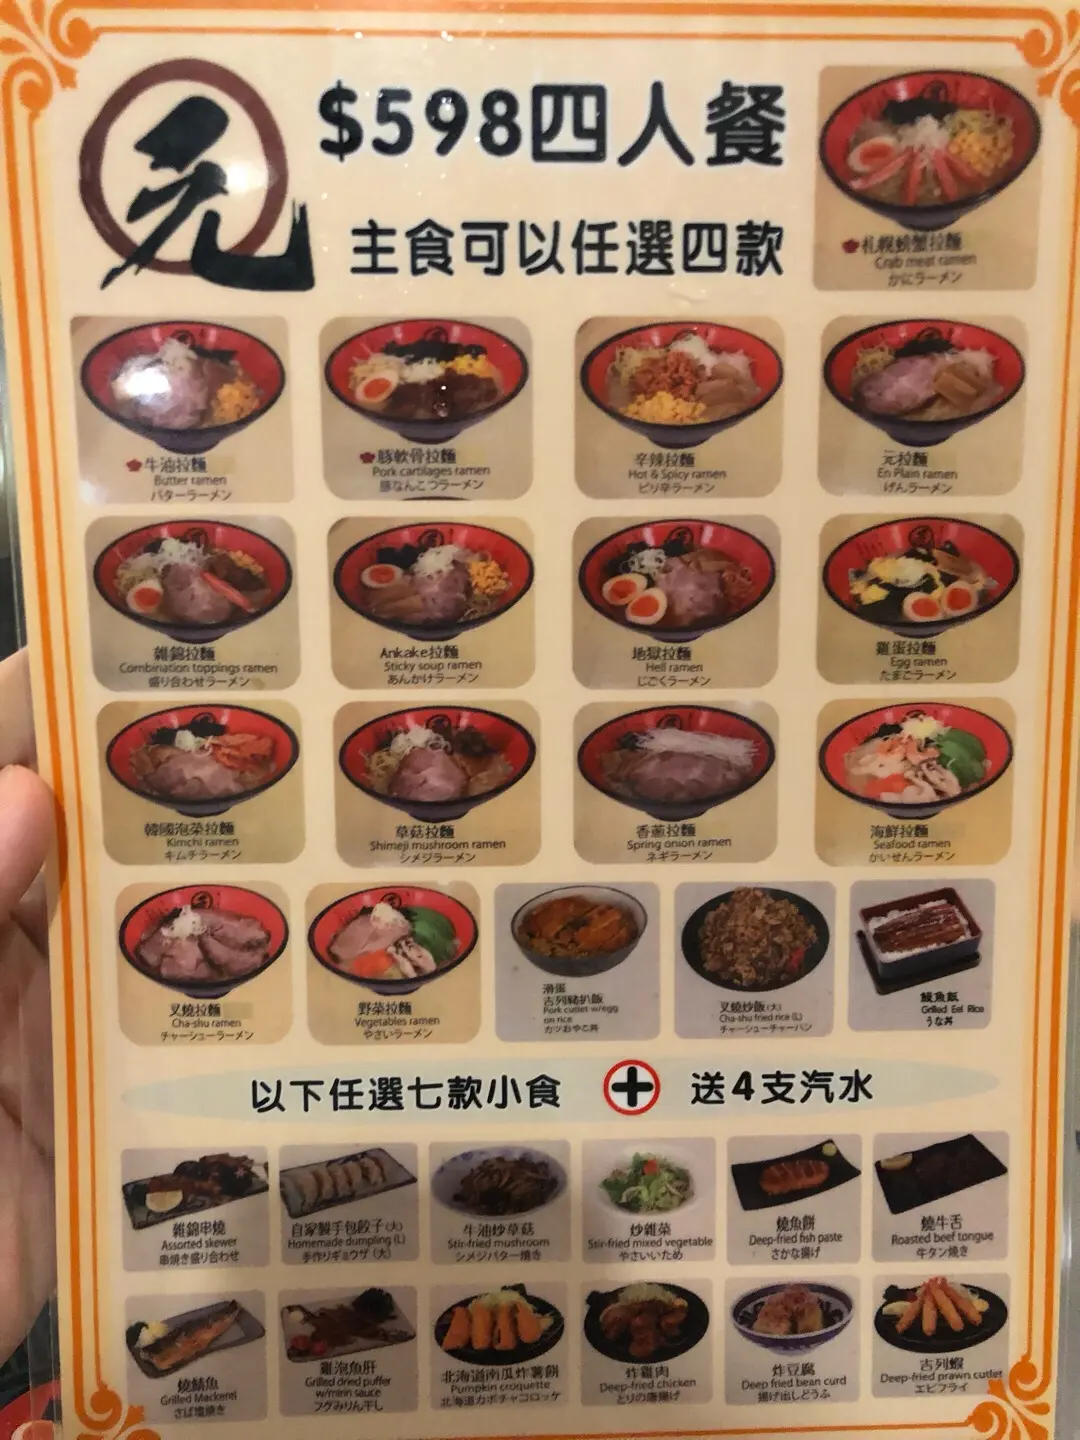 元
$598四人餐
主食可以任選四款
札幌螃蟹拉麵
Crab meat ramen
かにラーメン
牛油拉麵
Butter ramen
バターラーメン
豚軟骨拉麵
Pork cartilages ramen
豚なんこつラーメン
辛辣拉麵
Hot & Spicy ramen
ピリ辛ラーメン
元拉麵
En Plain ramen
げんラーメン
雜錦拉麵
Combination toppings ramen
盛り合わせラーメン
Ankake拉麵
Sticky soup ramen
あんかけラーメン
地獄拉麵
Hell ramen
じごくラーメン
雞蛋拉麵
Egg ramen
たまごラーメン
韓國泡菜拉麵
Kimchi ramen
キムチラーメン
草菇拉麵
Shimeji mushroom ramen
シメジラーメン
香蔥拉麵
Spring onion ramen
ネギラーメン
海鮮拉麵
Seafood ramen
かいせんラーメン
叉燒拉麵
Cha-shu ramen
チャーシューラーメン
野菜拉麵
Vegetables ramen
やさいラーメン
滑蛋
吉列豬扒飯
Pork cutlet w/egg
on rice
カツおやこ丼
叉燒炒飯(大)
Cha-shu fried rice (L)
チャーシューチャーハン
鰻魚飯
Grilled Eel Rice
うな丼
以下任選七款小食
送4支汽水
雜錦串燒
Assorted skewer
串焼き盛り合わせ
自家製手包餃子(大)
Homemade dumpling (L)
手作りギョウザ (大)
牛油炒草菇
Stir-fried mushroom
シメジバター焼き
炒雜菜
Stir-fried mixed vegetable
やさいいため
燒魚餅
Deep-fried fish paste
さかな揚げ
燒牛舌
Roasted beef tongue
牛タン焼き
燒鯖魚
Grilled Mackerel
さば塩焼き
雞泡魚肝
Grilled dried puffer
w/mirin sauce
フグみりん干し
北海道南瓜炸薯餅
Pumpkin croquette
北海道カボチャコロッケ
炸雞肉
Deep-fried chicken
とりの唐揚げ
炸豆腐
Deep fried bean curd
揚げ出しどうふ
吉列蝦
Deep-fried prawn cutlet
エビフライ